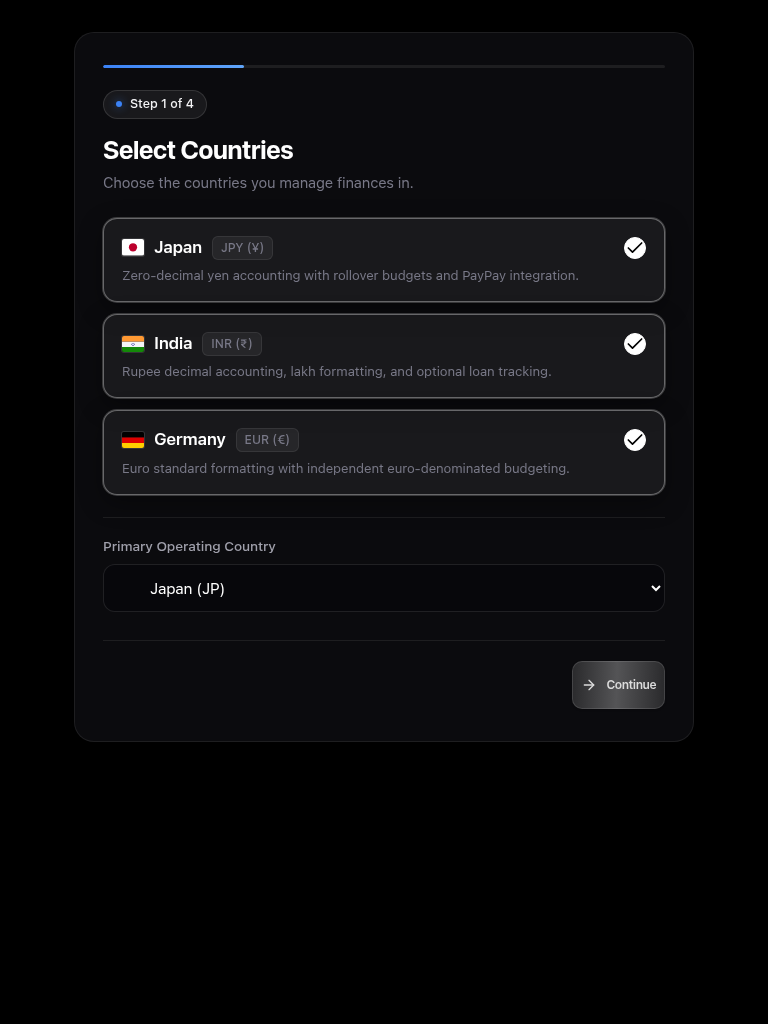 Step 1 of 4
Select Countries
Choose the countries you manage finances in.
Japan JPY (¥)
Zero-decimal yen accounting with rollover budgets and PayPay integration.
India INR (₹)
Rupee decimal accounting, lakh formatting, and optional loan tracking.
Germany EUR (€)
Euro standard formatting with independent euro-denominated budgeting.
Primary Operating Country
Japan (JP)
Continue